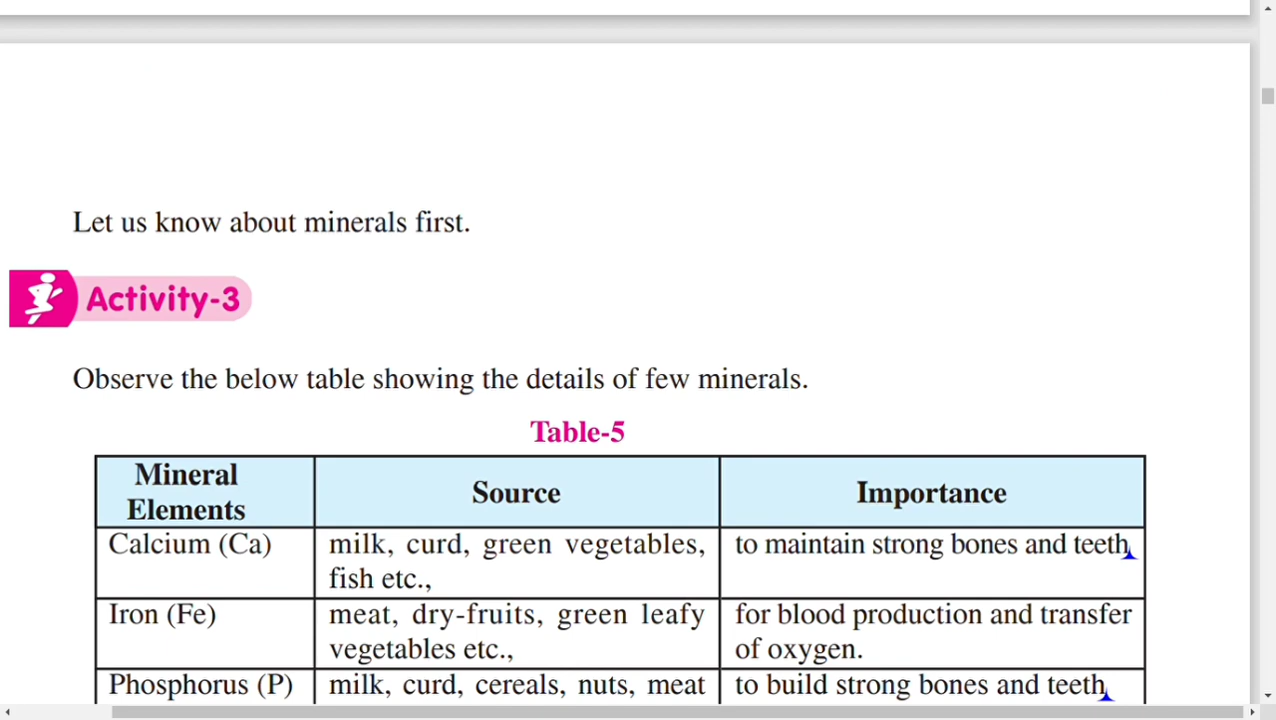 Let us know about minerals first.
Activity-3
Observe the below table showing the details of few minerals.
Table-5
Mineral Elements
Source
Importance
Calcium (Ca)
milk, curd, green vegetables,
fish etc.,
to maintain strong bones and teeth
Iron (Fe)
meat, dry-fruits, green leafy
vegetables etc.,
for blood production and transfer
of oxygen.
Phosphorus (P)
milk, curd, cereals, nuts, meat
to build strong bones and teeth